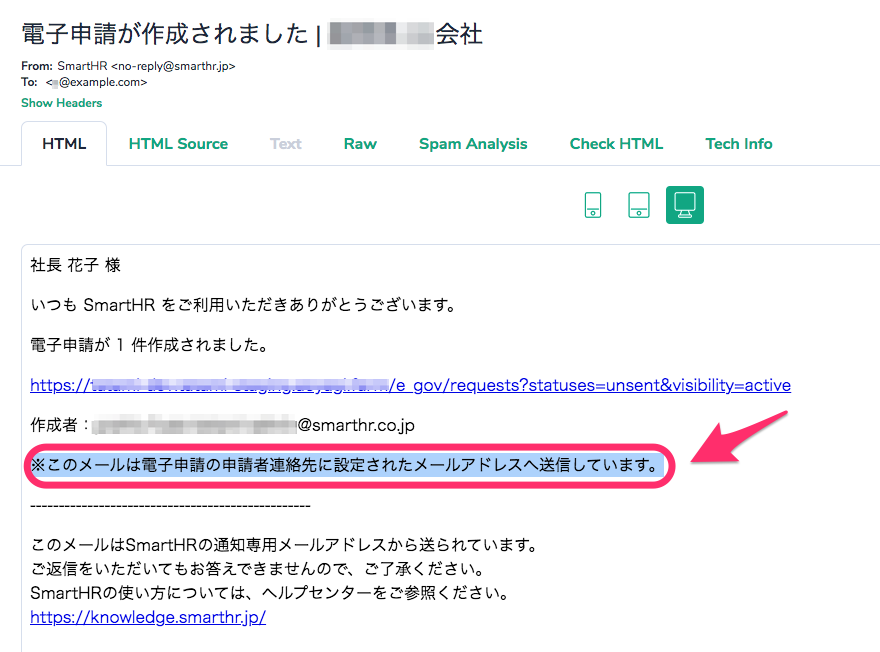 電子申請が作成されました | 会社
From: SmartHR <no-reply@smarthr.jp>
To: < @example.com>
Show Headers
HTML HTML Source Text Raw Spam Analysis Check HTML Tech Info
社長 花子 様
いつも SmartHR をご利用いただきありがとうございます。
電子申請が 1 件作成されました。
https:// /e_gov/requests?statuses=unsent&visibility=active
作成者： @smarthr.co.jp
※このメールは電子申請の申請者連絡先に設定されたメールアドレスへ送信しています。
--------------------------------------------------
このメールはSmartHRの通知専用メールアドレスから送られています。
ご返信をいただいてもお答えできませんので、ご了承ください。
SmartHRの使い方については、ヘルプセンターをご参照ください。
https://knowledge.smarthr.jp/